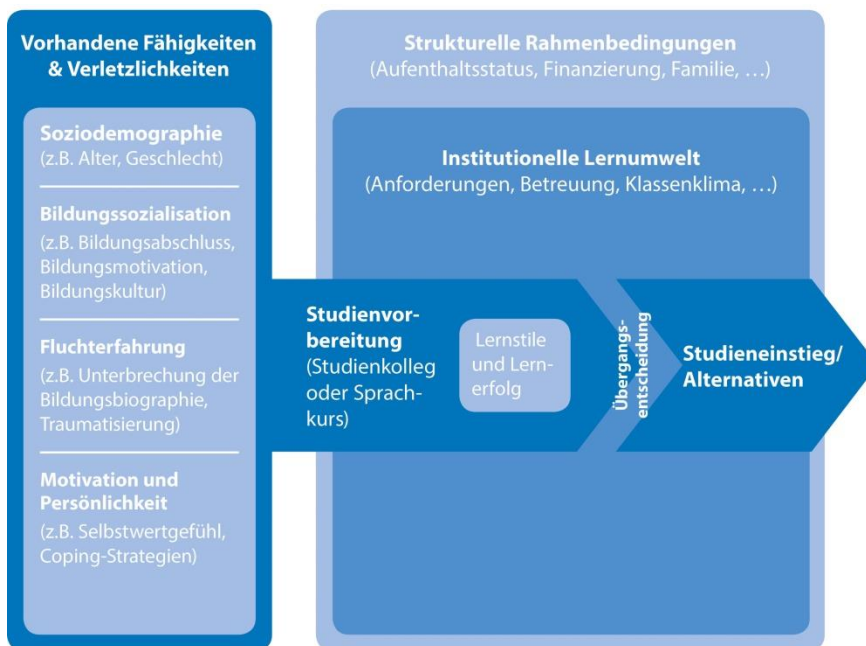 Vorhandene Fähigkeiten
& Verletzlichkeiten
Soziodemographie
(z.B. Alter, Geschlecht)
Bildungssozialisation
(z.B. Bildungsabschluss,
Bildungsmotivation,
Bildungskultur)
Fluchterfahrung
(z.B. Unterbrechung der
Bildungsbiographie,
Traumatisierung)
Motivation und
Persönlichkeit
(z.B. Selbstwertgefühl,
Coping-Strategien)
Strukturelle Rahmenbedingungen
(Aufenthaltsstatus, Finanzierung, Familie, …)
Institutionelle Lernumwelt
(Anforderungen, Betreuung, Klassenklima, …)
Studienvor-
bereitung
(Studienkolleg
oder Sprach-
kurs)
Lernstile
und Lern-
erfolg
Übergangs-
entscheidung
Studieneinstieg/
Alternativen